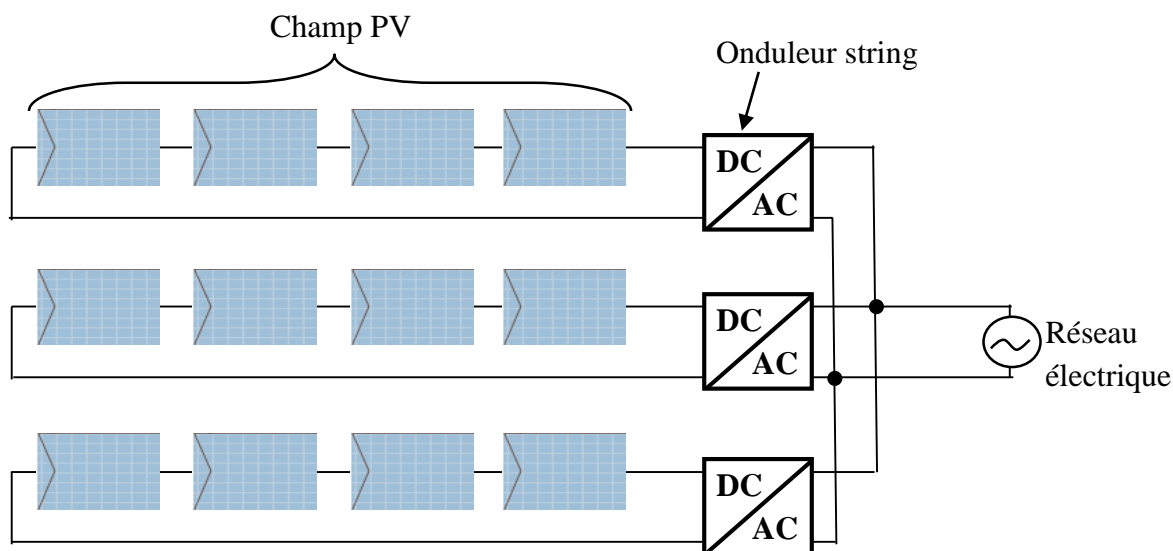 Champ PV
Onduleur string
DC
AC
DC
AC
Réseau
électrique
DC
AC